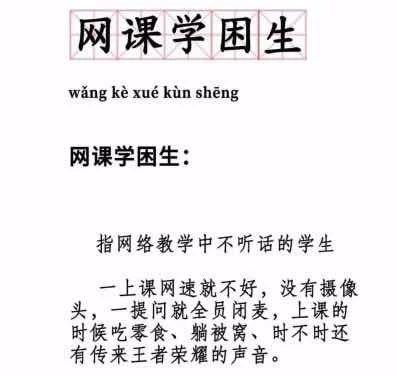 网课学困生
wǎng kè xué kùn shēng
网课学困生：
指网络教学中不听话的学生
一上课网速就不好，没有摄像
头，一提问就全员闭麦，上课的
时候吃零食、躺被窝、时不时还
有传来王者荣耀的声音。